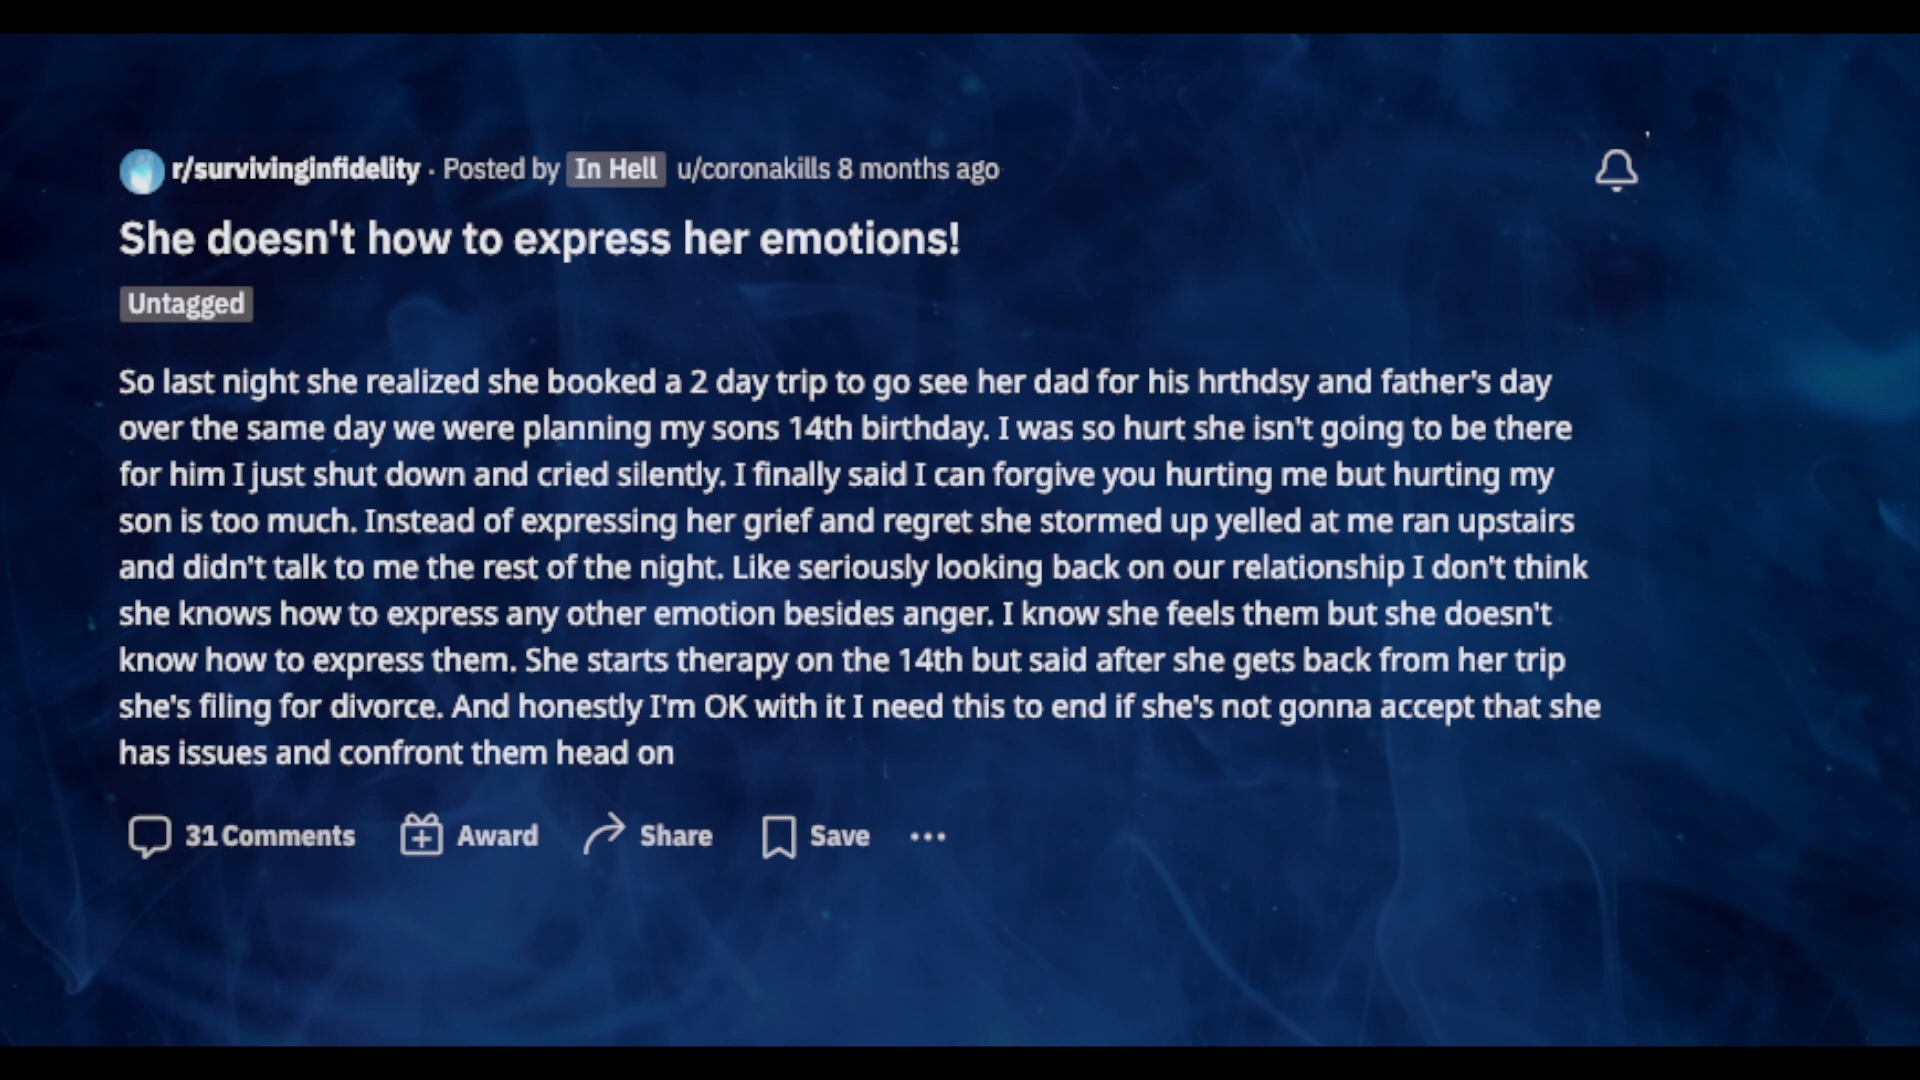 r/survivinginfidelity · Posted by In Hell u/coronakills 8 months ago
She doesn't how to express her emotions!
Untagged
So last night she realized she booked a 2 day trip to go see her dad for his hrthdsy and father's day
over the same day we were planning my sons 14th birthday. I was so hurt she isn't going to be there
for him I just shut down and cried silently. I finally said I can forgive you hurting me but hurting my
son is too much. Instead of expressing her grief and regret she stormed up yelled at me ran upstairs
and didn't talk to me the rest of the night. Like seriously looking back on our relationship I don't think
she knows how to express any other emotion besides anger. I know she feels them but she doesn't
know how to express them. She starts therapy on the 14th but said after she gets back from her trip
she's filing for divorce. And honestly I'm OK with it I need this to end if she's not gonna accept that she
has issues and confront them head on
31 Comments Award Share Save ···